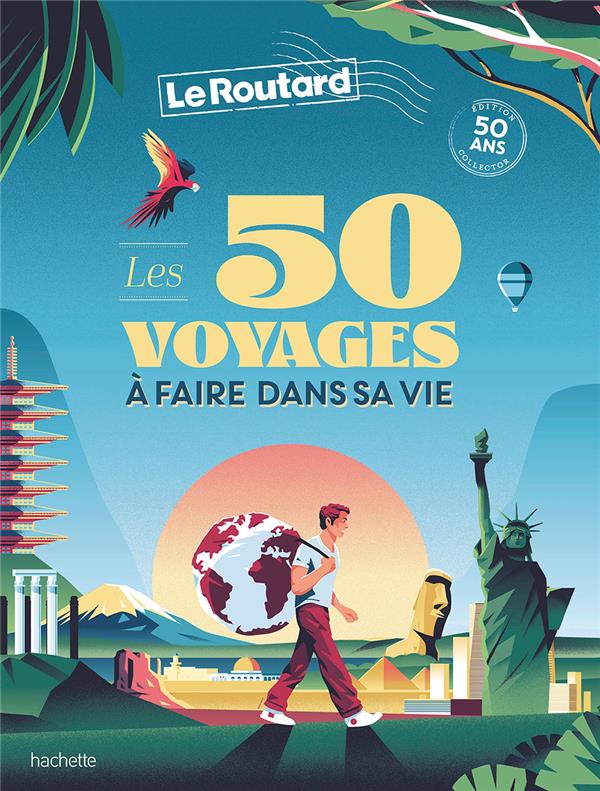 Le Routard
ÉDITION
50
ANS
COLLECTOR
Les 50
VOYAGES
À FAIRE DANS SA VIE
hachette